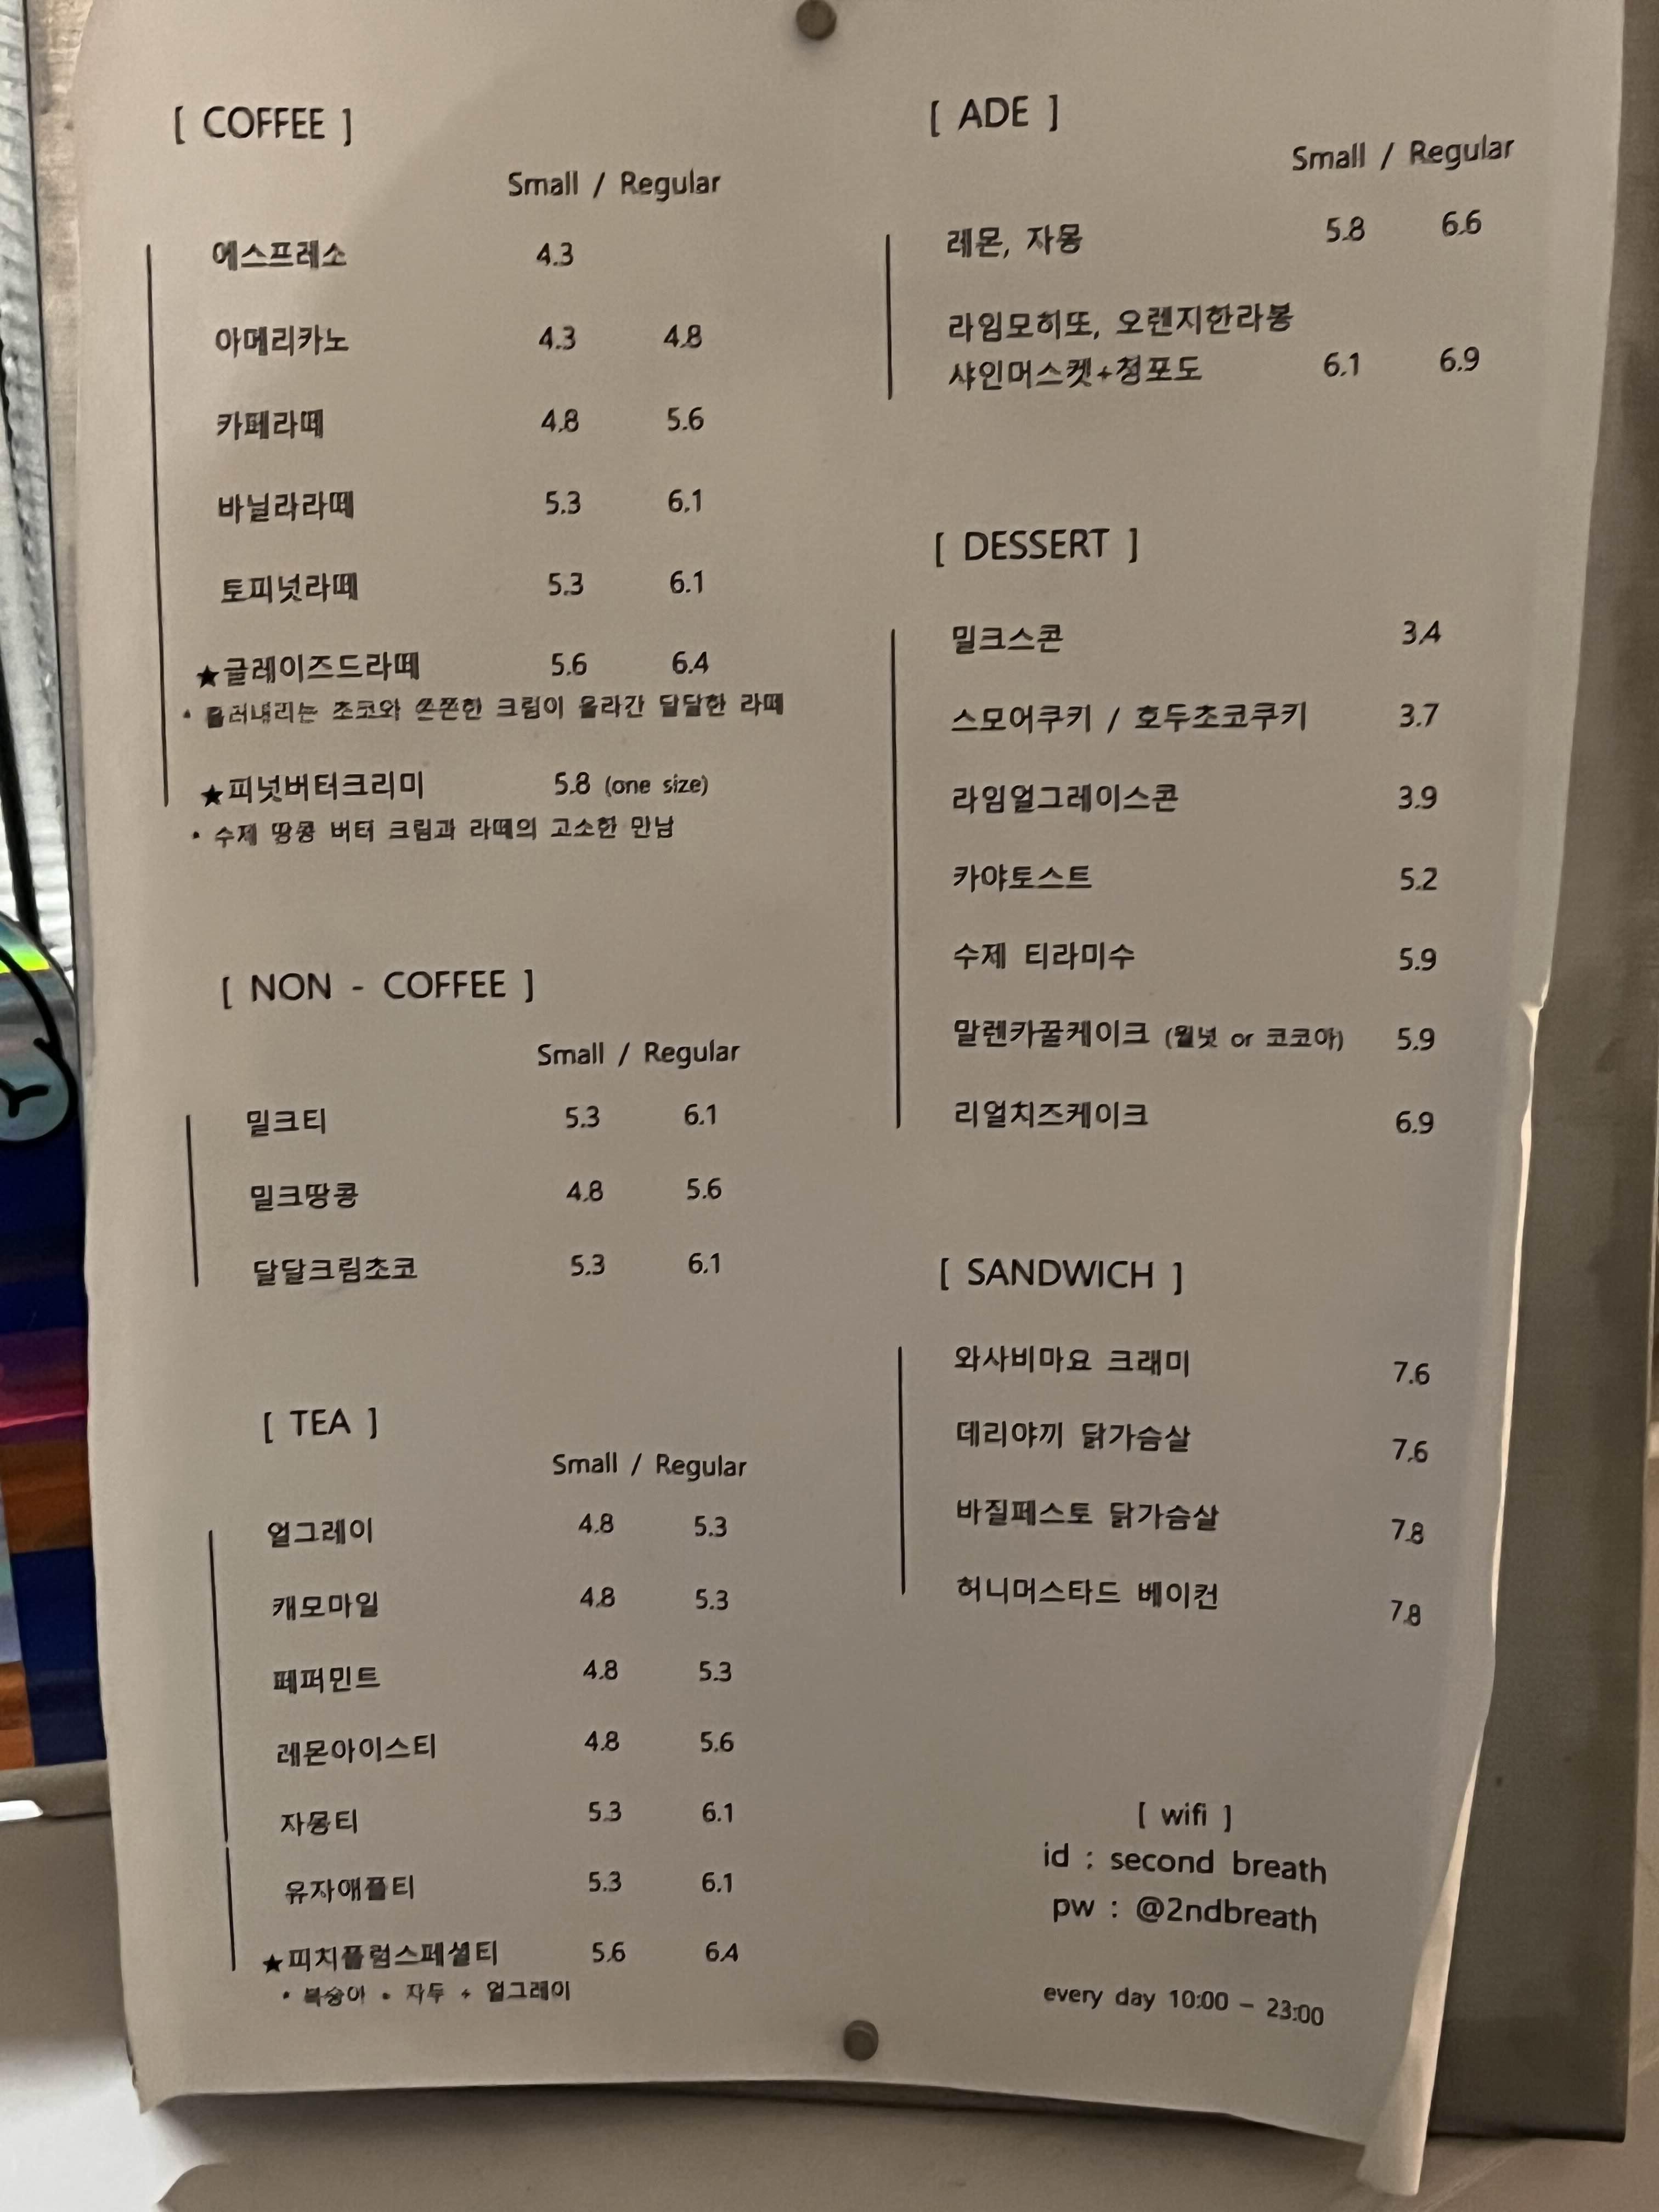 [ COFFEE ]
Small / Regular
에스프레소 4.3
아메리카노 4.3 4.8
카페라떼 4.8 5.6
바닐라라떼 5.3 6.1
토피넛라떼 5.3 6.1
★글레이즈드라떼 5.6 6.4
* 흘러내리는 초코와 쫀쫀한 크림이 올라간 달달한 라떼
★피넛버터크리미 5.8 (one size)
* 수제 땅콩 버터 크림과 라떼의 고소한 만남
[ NON - COFFEE ]
Small / Regular
밀크티 5.3 6.1
밀크땅콩 4.8 5.6
달달크림초코 5.3 6.1
[ TEA ]
Small / Regular
얼그레이 4.8 5.3
캐모마일 4.8 5.3
페퍼민트 4.8 5.3
레몬아이스티 4.8 5.6
자몽티 5.3 6.1
유자애플티 5.3 6.1
★피치플럼스페셜티 5.6 6.4
* 복숭아 + 자두 + 얼그레이
[ ADE ]
Small / Regular
레몬, 자몽 5.8 6.6
라임모히또, 오렌지한라봉
샤인머스켓+청포도 6.1 6.9
[ DESSERT ]
밀크스콘 3.4
스모어쿠키 / 호두초코쿠키 3.7
라임얼그레이스콘 3.9
카야토스트 5.2
수제 티라미수 5.9
말렌카꿀케이크 (월넛 or 코코아) 5.9
리얼치즈케이크 6.9
[ SANDWICH ]
와사비마요 크래미 7.6
데리야끼 닭가슴살 7.6
바질페스토 닭가슴살 7.8
허니머스타드 베이컨 7.8
[ wifi ]
id : second breath
pw : @2ndbreath
every day 10:00 – 23:00